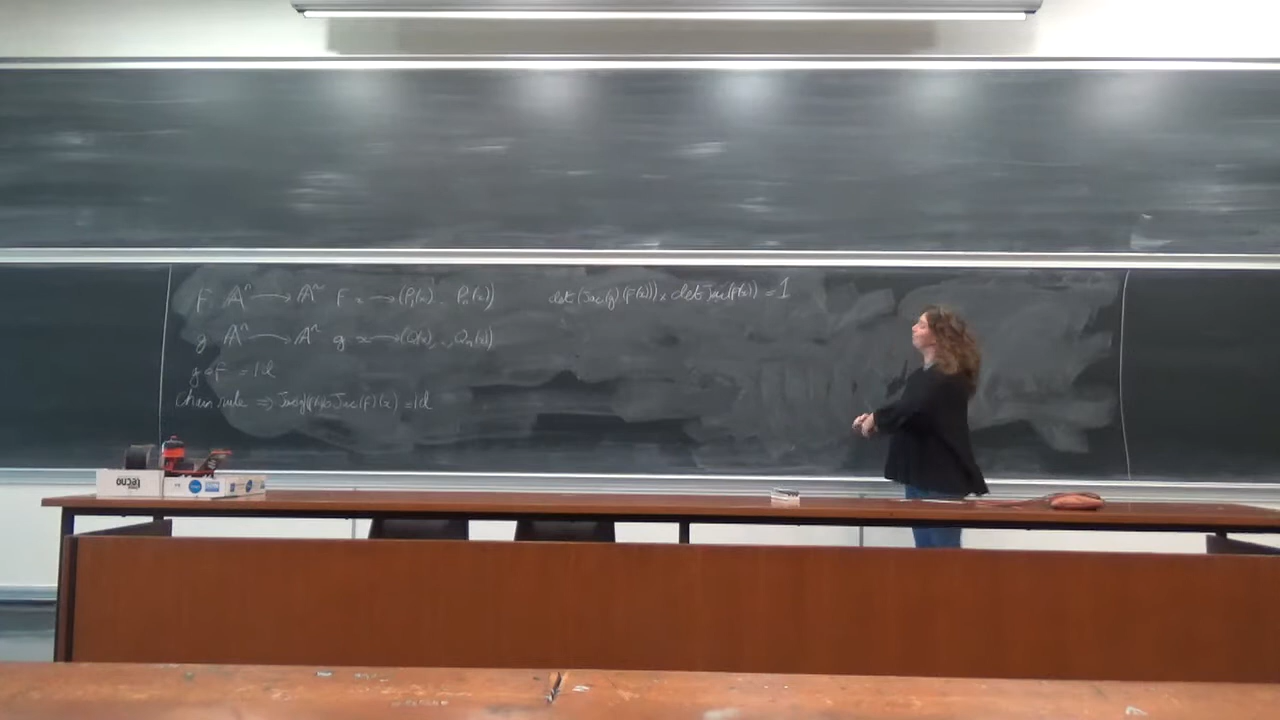 F: 𝔸ⁿ ⟶ 𝔸ⁿ F x ⟶ (P₁(x), ..., Pₙ(x))
g 𝔸ⁿ ⟶ 𝔸ⁿ g x ⟶ (Q₁(x), ..., Qₙ(x))
g∘F = Id
Chain rule ⇒ Jac(g)(F(x))∘Jac(F)(x) = Id
det(Jac(g)(F(x))) × det Jac(F(x)) = 1
tecno